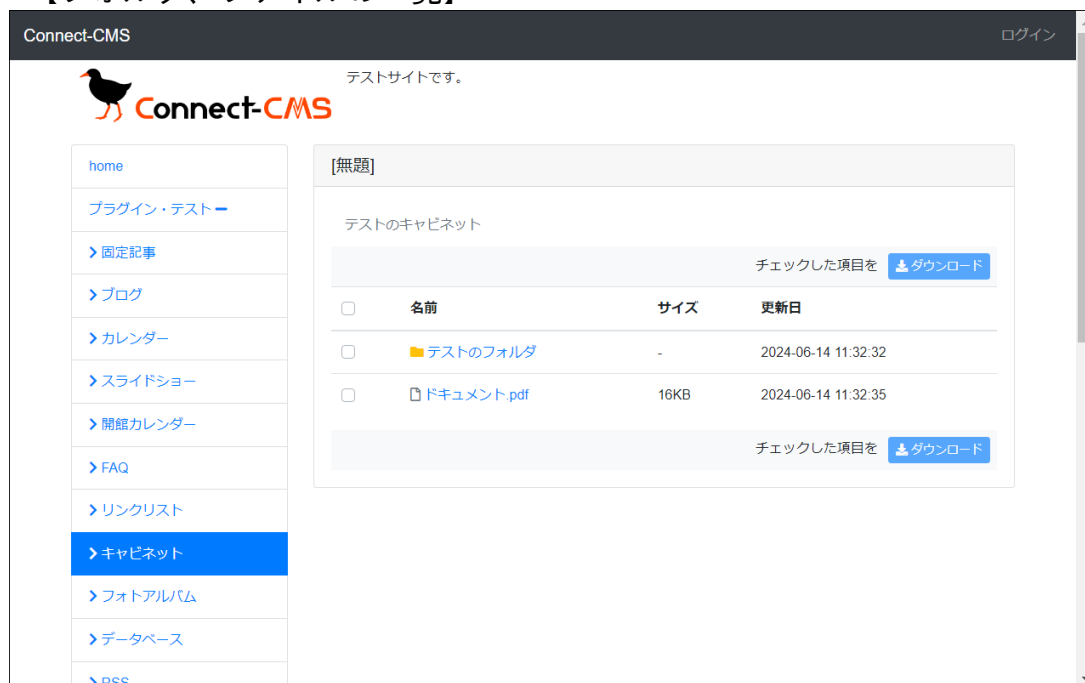 Connect-CMS
ログイン
Connect-CMS
テストサイトです。
home
プラグイン・テスト
固定記事
ブログ
カレンダー
スライドショー
開館カレンダー
FAQ
リンクリスト
キャビネット
フォトアルバム
データベース
[無題]
テストのキャビネット
チェックした項目を ダウンロード
名前 サイズ 更新日
テストのフォルダ - 2024-06-14 11:32:32
ドキュメント.pdf 16KB 2024-06-14 11:32:35
チェックした項目を ダウンロード